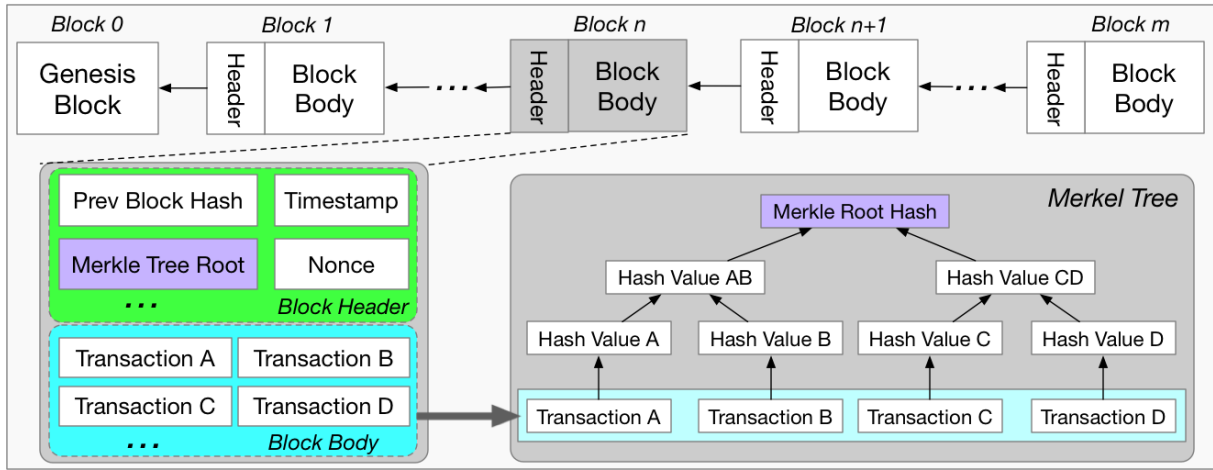 Block 0
Block 1
Block n
Block n+1
Block m
Genesis
Block
Header
Block
Body
...
Header
Block
Body
Header
Block
Body
...
Header
Block
Body
Prev Block Hash
Timestamp
Merkle Tree Root
Nonce
...
Block Header
Transaction A
Transaction B
Transaction C
Transaction D
...
Block Body
Merkel Tree
Merkle Root Hash
Hash Value AB
Hash Value CD
Hash Value A
Hash Value B
Hash Value C
Hash Value D
Transaction A
Transaction B
Transaction C
Transaction D